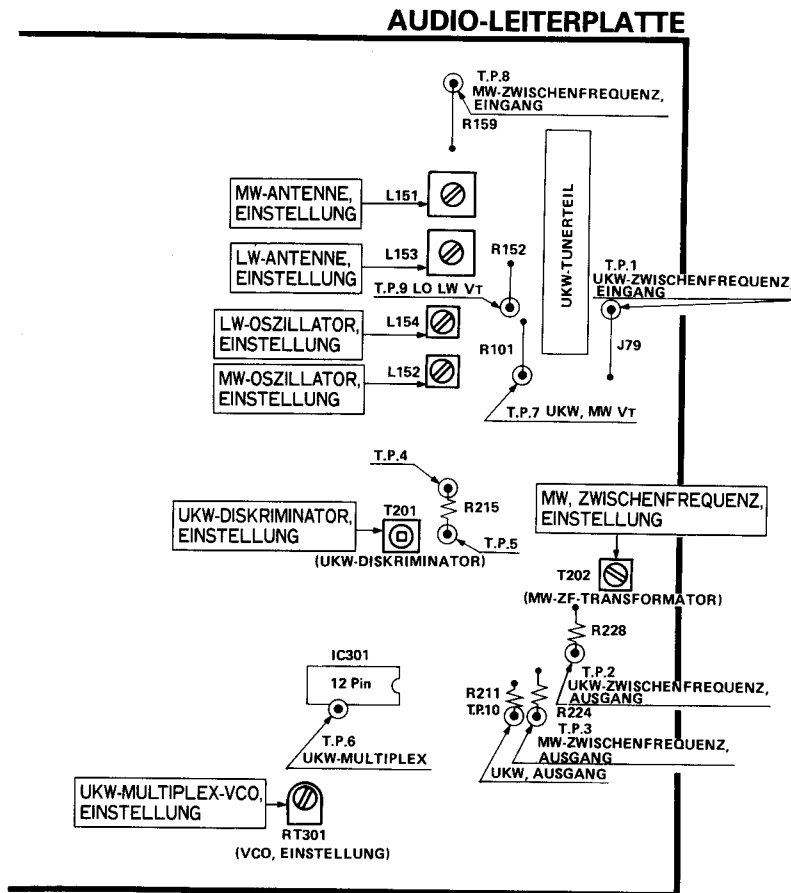 AUDIO-LEITERPLATTE
T.P.8
MW-ZWISCHENFREQUENZ,
EINGANG
R159
MW-ANTENNE,
EINSTELLUNG
L151
UKW-TUNERTEIL
LW-ANTENNE,
EINSTELLUNG
L153
R152
T.P.1
UKW-ZWISCHENFREQUENZ,
EINGANG
T.P.9 LO LW VT
LW-OSZILLATOR,
EINSTELLUNG
L154
R101
J79
MW-OSZILLATOR,
EINSTELLUNG
L152
T.P.7 UKW, MW VT
T.P.4
R215
UKW-DISKRIMINATOR,
EINSTELLUNG
T201
T.P.5
(UKW-DISKRIMINATOR)
MW, ZWISCHENFREQUENZ,
EINSTELLUNG
T202
(MW-ZF-TRANSFORMATOR)
R228
IC301
12 Pin
T.P.2
UKW-ZWISCHENFREQUENZ,
AUSGANG
R211
T.P.10
R224
T.P.3
MW-ZWISCHENFREQUENZ,
AUSGANG
UKW, AUSGANG
T.P.6
UKW-MULTIPLEX
UKW-MULTIPLEX-VCO,
EINSTELLUNG
RT301
(VCO, EINSTELLUNG)